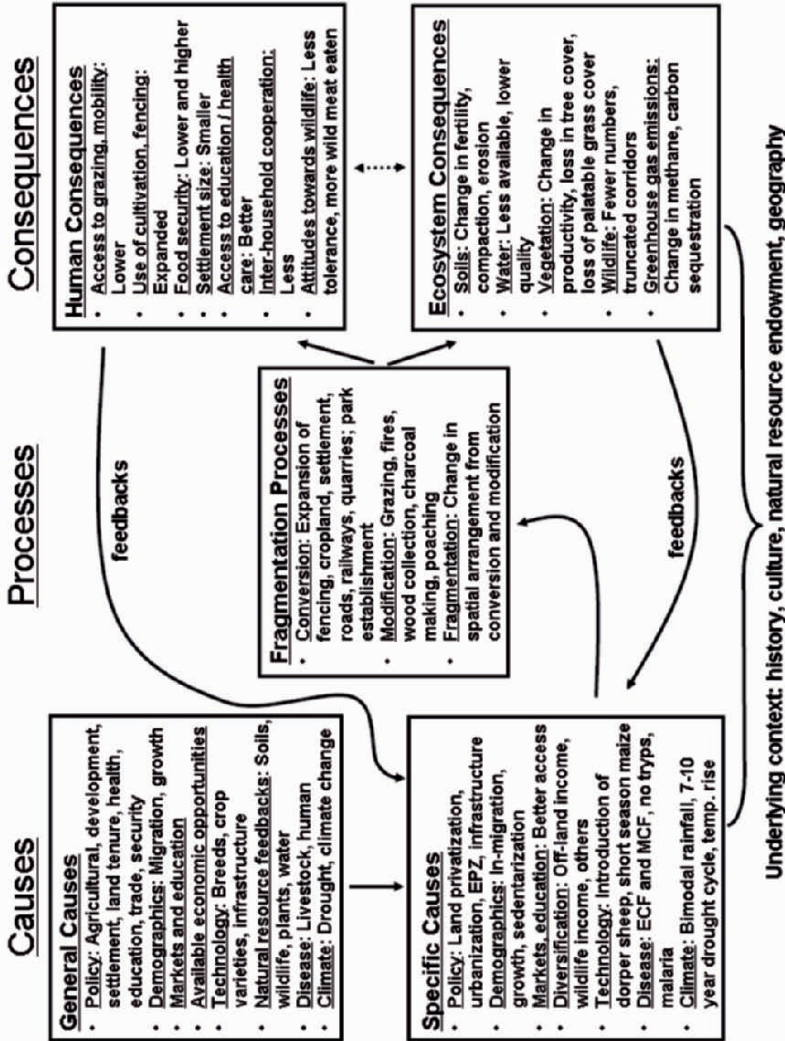 Causes
Processes
Consequences
General Causes
• Policy: Agricultural, development,
settlement, land tenure, health,
education, trade, security
• Demographics: Migration, growth
• Markets and education
• Available economic opportunities
• Technology: Breeds, crop
varieties, infrastructure
• Natural resource feedbacks: Soils,
wildlife, plants, water
• Disease: Livestock, human
• Climate: Drought, climate change
Specific Causes
• Policy: Land privatization,
urbanization, EPZ, infrastructure
• Demographics: In-migration,
growth, sedentarization
• Markets, education: Better access
• Diversification: Off-land income,
wildlife income, others
• Technology: Introduction of
dorper sheep, short season maize
• Disease: ECF and MCF, no tryps,
malaria
• Climate: Bimodal rainfall, 7-10
year drought cycle, temp. rise
feedbacks
Fragmentation Processes
• Conversion: Expansion of
fencing, cropland, settlement,
roads, railways, quarries; park
establishment
• Modification: Grazing, fires,
wood collection, charcoal
making, poaching
• Fragmentation: Change in
spatial arrangement from
conversion and modification
feedbacks
Human Consequences
• Access to grazing, mobility:
Lower
• Use of cultivation, fencing:
Expanded
• Food security: Lower and higher
• Settlement size: Smaller
• Access to education / health
care: Better
• Inter-household cooperation:
Less
• Attitudes towards wildlife: Less
tolerance, more wild meat eaten
Ecosystem Consequences
• Soils: Change in fertility,
compaction, erosion
• Water: Less available, lower
quality
• Vegetation: Change in
productivity, loss in tree cover,
loss of palatable grass cover
• Wildlife: Fewer numbers,
truncated corridors
• Greenhouse gas emissions:
Change in methane, carbon
sequestration
Underlying context: history, culture, natural resource endowment, geography